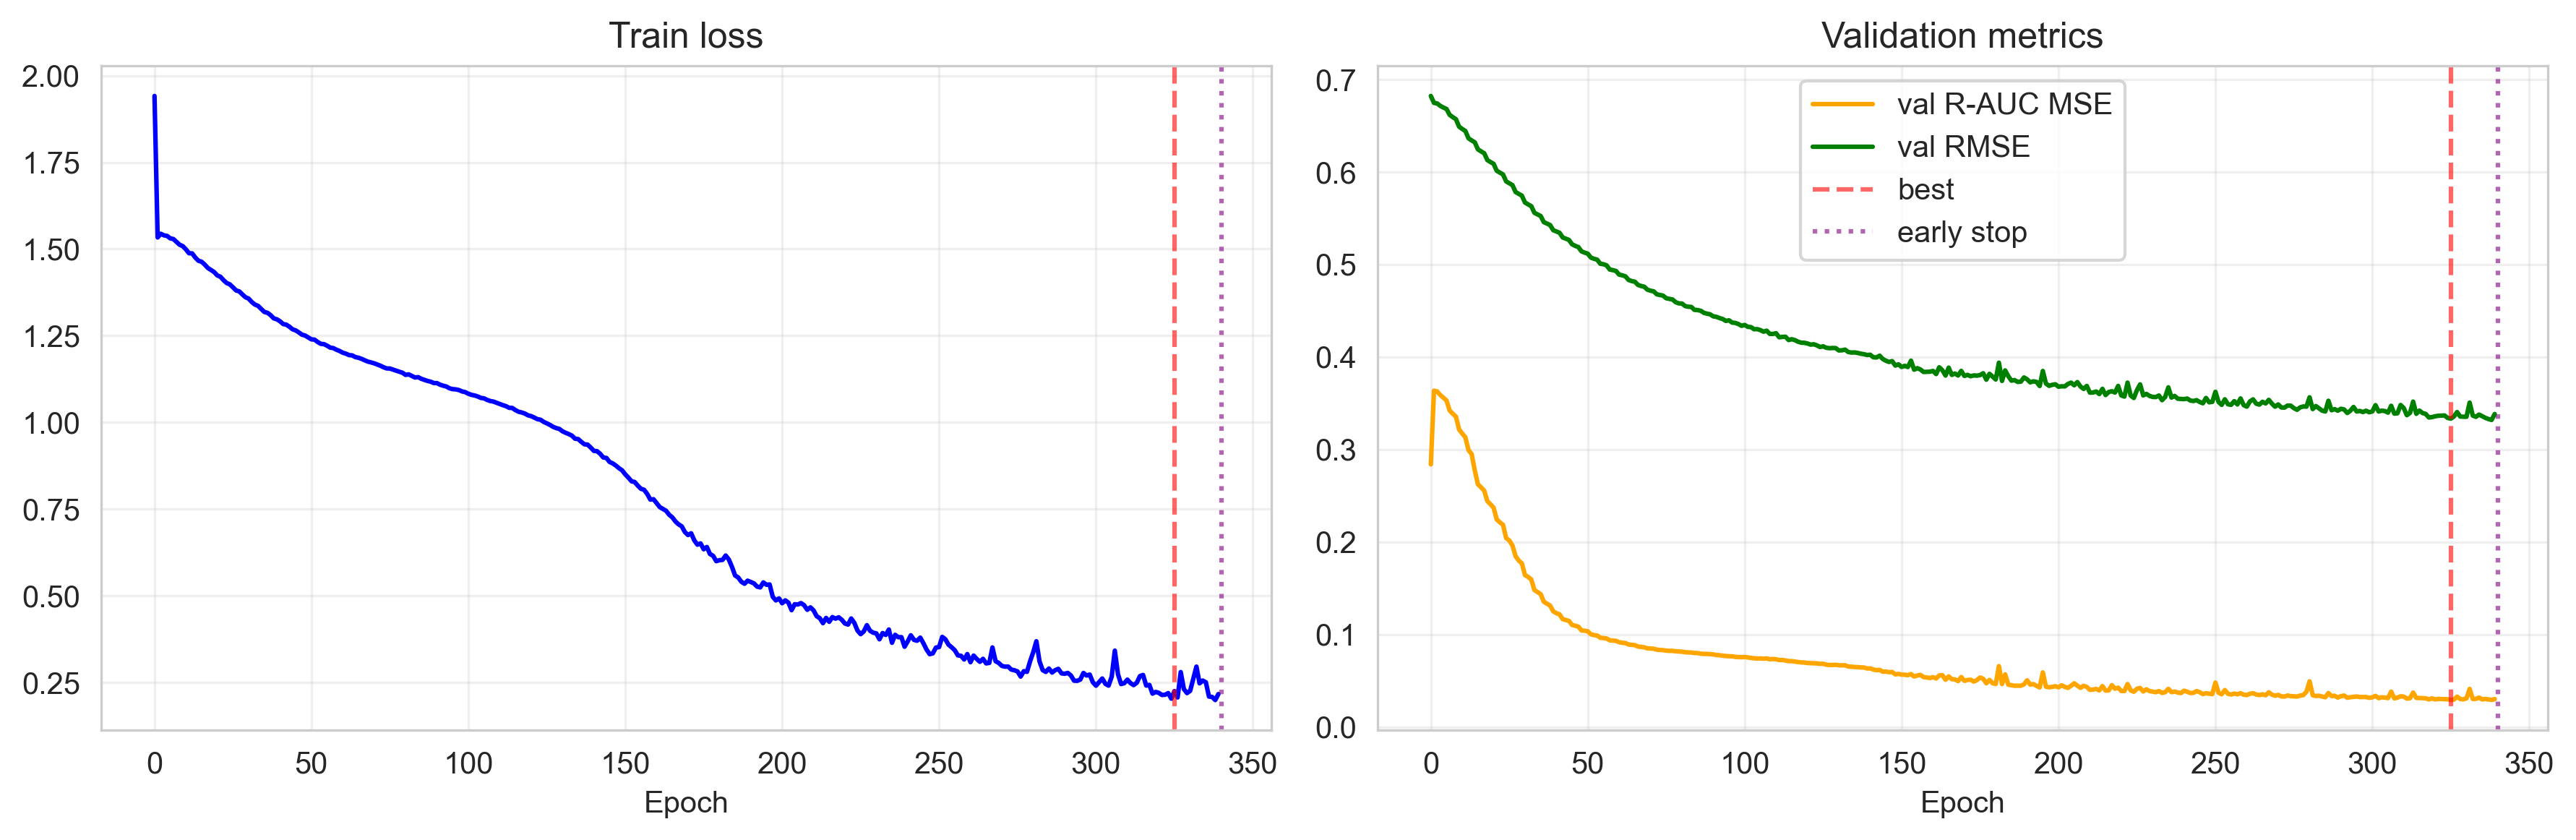 Train loss
2.00
1.75
1.50
1.25
1.00
0.75
0.50
0.25
0 50 100 150 200 250 300 350
Epoch
Validation metrics
0.7
0.6
0.5
0.4
0.3
0.2
0.1
0.0
val R-AUC MSE
val RMSE
best
early stop
0 50 100 150 200 250 300 350
Epoch